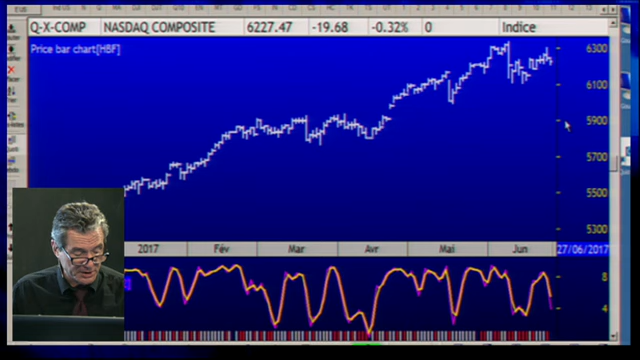 Q-X-COMP NASDAQ COMPOSITE 6227.47 -19.68 -0.32% 0 Indice
Price bar chart[HBF]
6300
6100
5900
5700
5500
5300
2017 Fév Mar Avr Mai Jun 27/06/2017
8
4